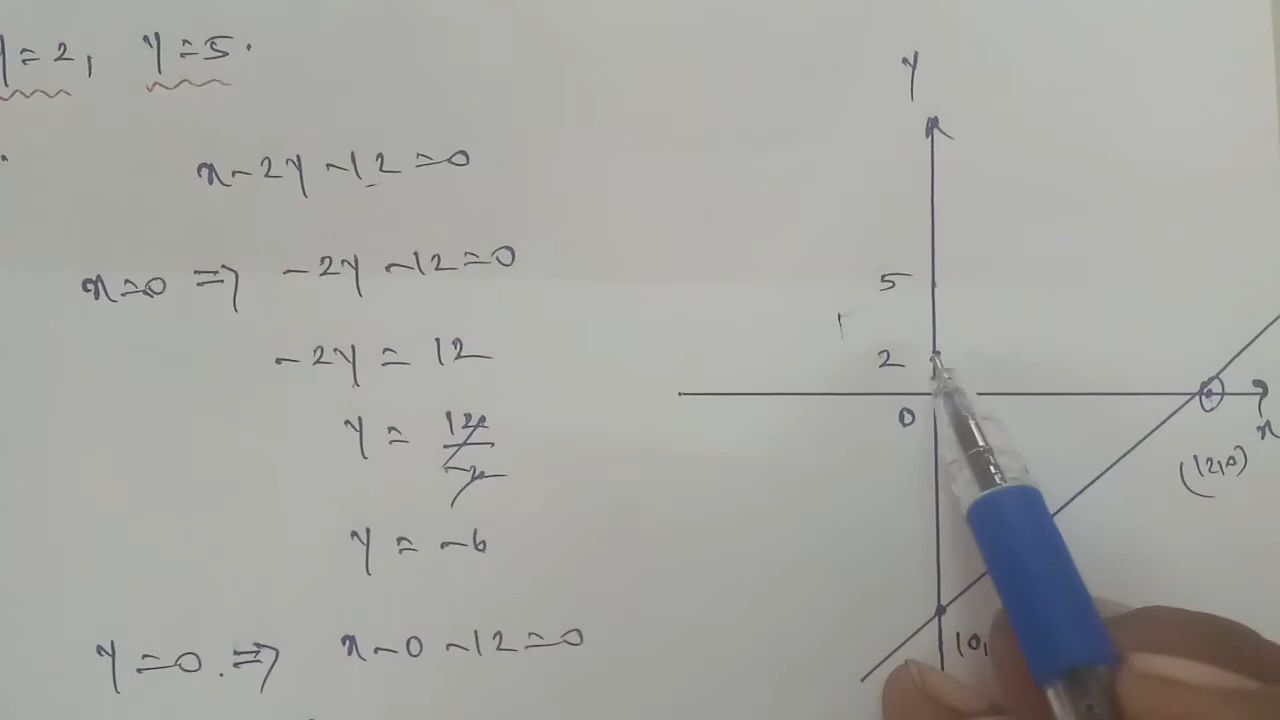 y = 2, y = 5.
x - 2y - 12 = 0
x = 0 ⇒ -2y - 12 = 0
-2y = 12
y = 12/-2
y = -6
y = 0. ⇒ x - 0 - 12 = 0
y
5
2
0
x
(12,0)
(0,